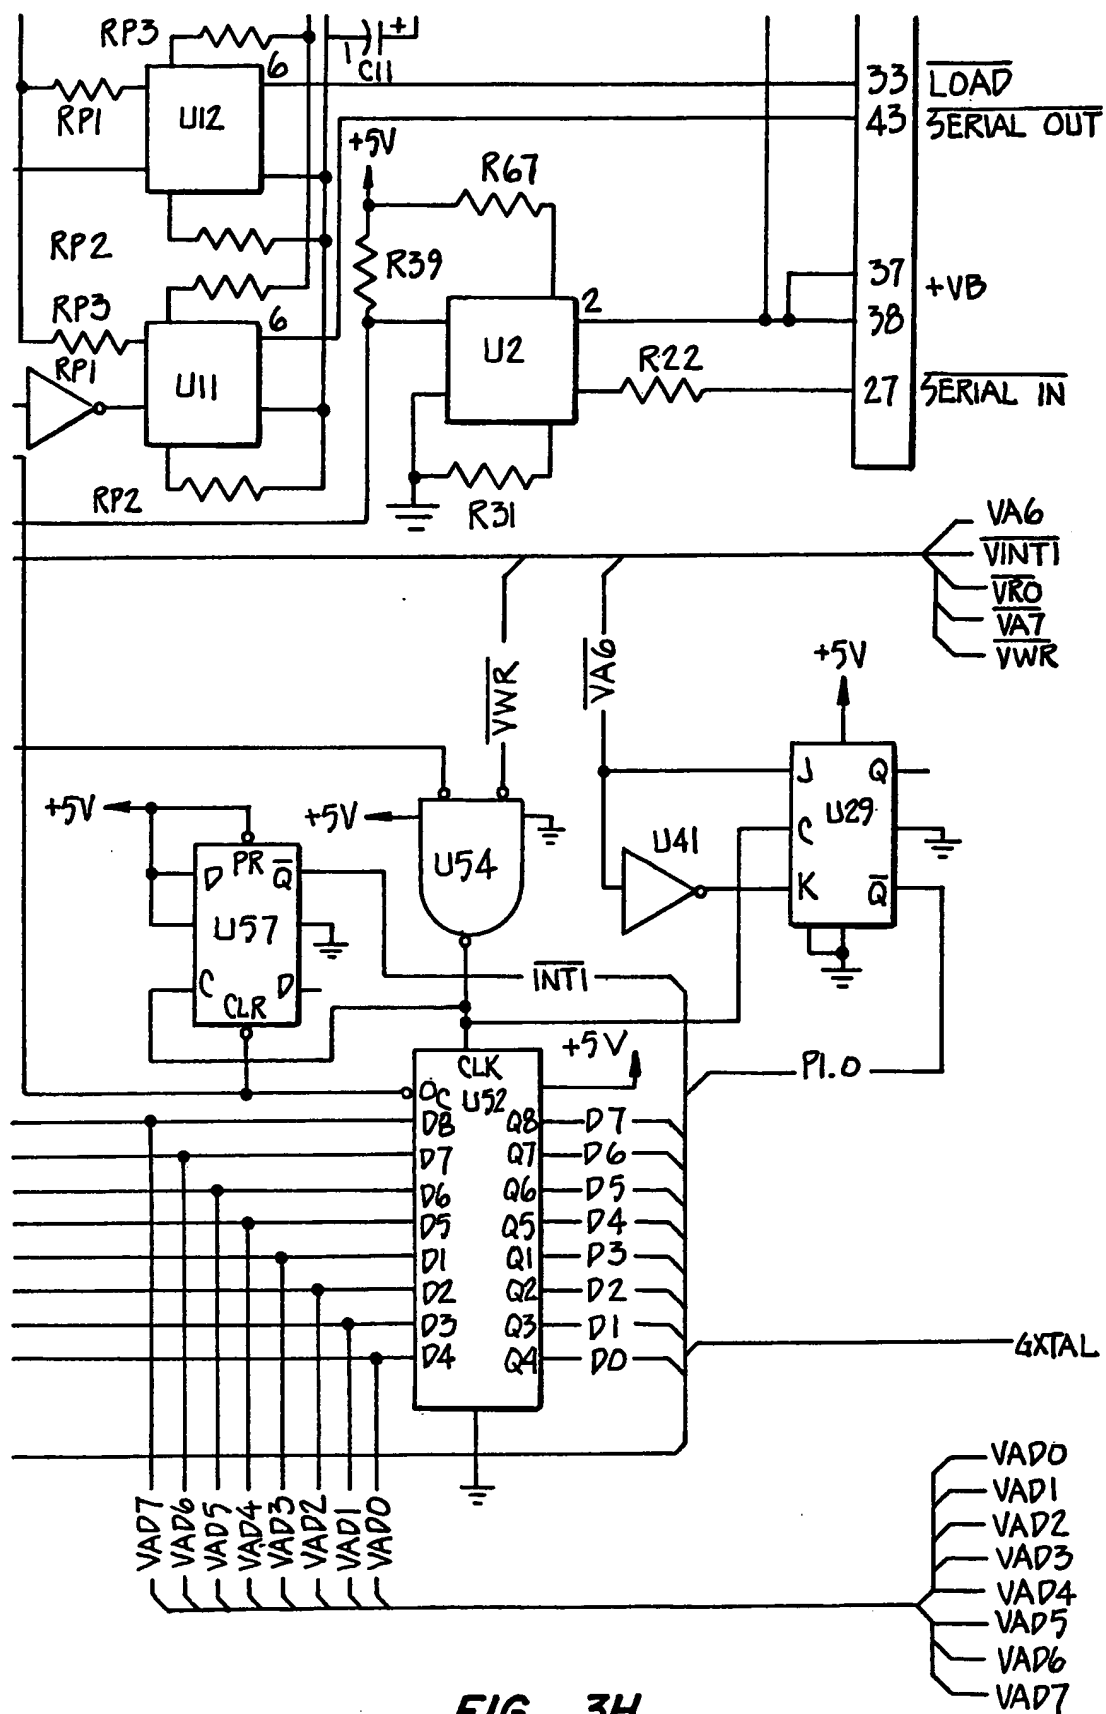 RP3
+
1
C11
6
33 LOAD
RP1
U12
43 SERIAL OUT
+5V
R67
RP2
R39
37
+VB
RP3
6
2
38
RP1
U11
U2
R22
27 SERIAL IN
RP2
R31
VA6
VINT1
VRO
VA7
VWR
VWR
VA6
+5V
J Q
U29
C
K Q
+5V
+5V
U54
U41
D PR Q
U57
C D
CLR
INT1
+5V
P1.0
CLK
OC U52
D8 Q8 D7
D7 Q7 D6
D6 Q6 D5
D5 Q5 D4
D1 Q1 D3
D2 Q2 D2
D3 Q3 D1
D4 Q4 D0
GXTAL
VAD7
VAD6
VAD5
VAD4
VAD3
VAD2
VAD1
VAD0
VAD0
VAD1
VAD2
VAD3
VAD4
VAD5
VAD6
VAD7
FIG. 3H